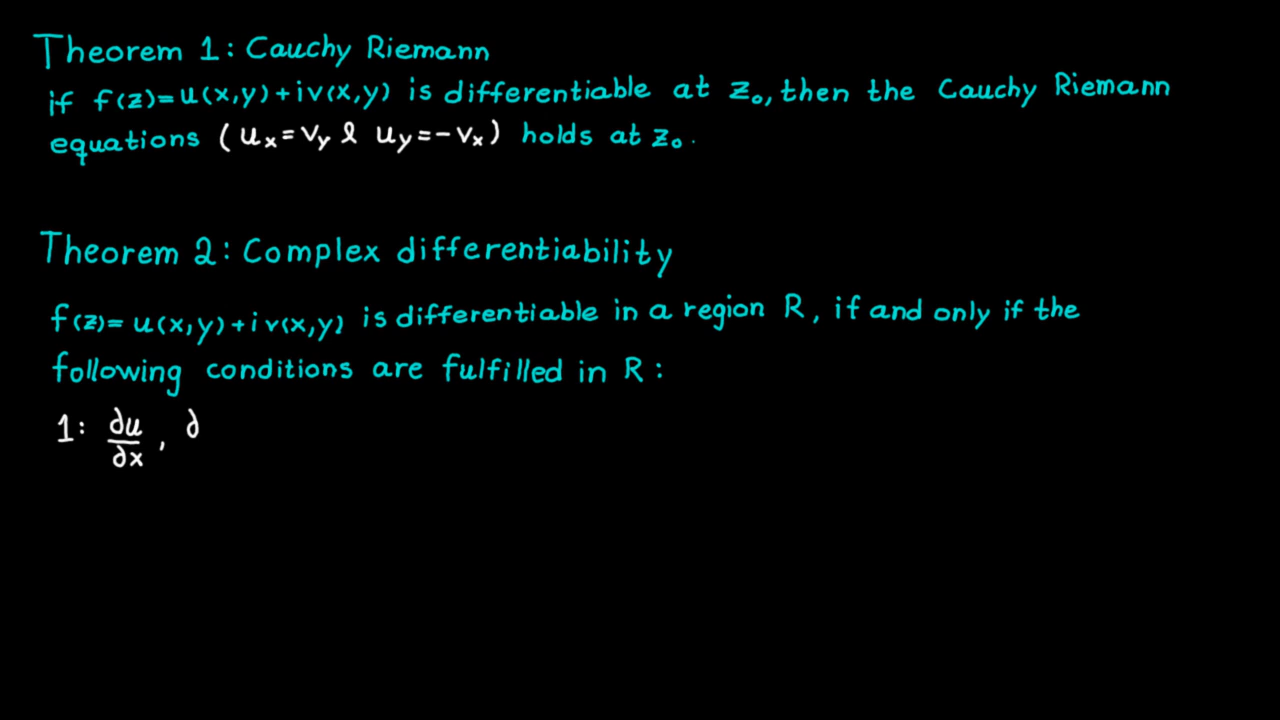 Theorem 1: Cauchy Riemann
if f(z)=u(x,y)+iv(x,y) is differentiable at z₀, then the Cauchy Riemann
equations (uₓ=v_y & u_y=-vₓ) holds at z₀.
Theorem 2: Complex differentiability
f(z)=u(x,y)+iv(x,y) is differentiable in a region R, if and only if the
following conditions are fulfilled in R:
1: ∂u/∂x, ∂